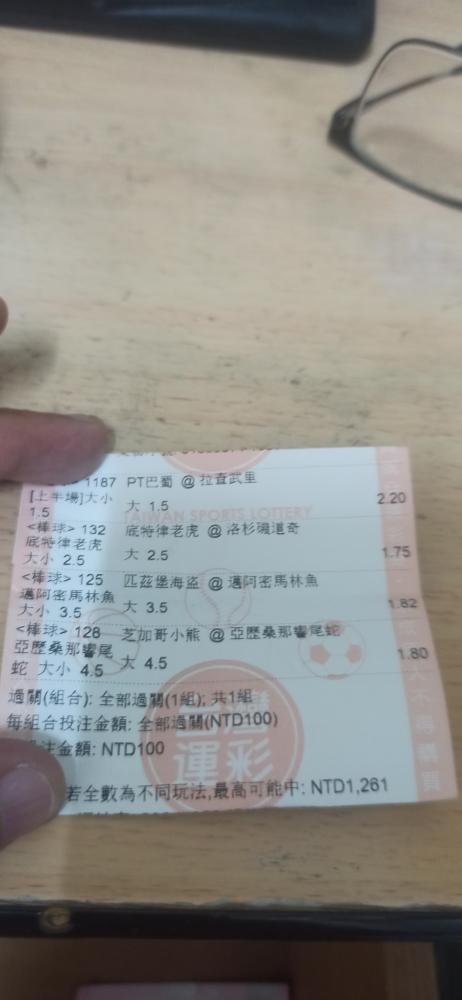 1187 PT巴蜀 @ 拉查武里
[上半場]大小 1.5
大 1.5
2.20
TAIWAN SPORTS LOTTERY
<棒球> 132 底特律老虎 @ 洛杉磯道奇
底特律老虎
大小 2.5
大 2.5
1.75
<棒球> 125 匹茲堡海盜 @ 邁阿密馬林魚
邁阿密馬林魚
大小 3.5
大 3.5
1.82
<棒球> 128 芝加哥小熊 @ 亞歷桑那響尾蛇
亞歷桑那響尾
蛇 大小 4.5
大 4.5
1.80
過關(組合): 全部過關(1組); 共1組
每組合投注金額: 全部過關(NTD100)
注金額: NTD100
若全數為不同玩法,最高可能中: NTD1,261
運彩